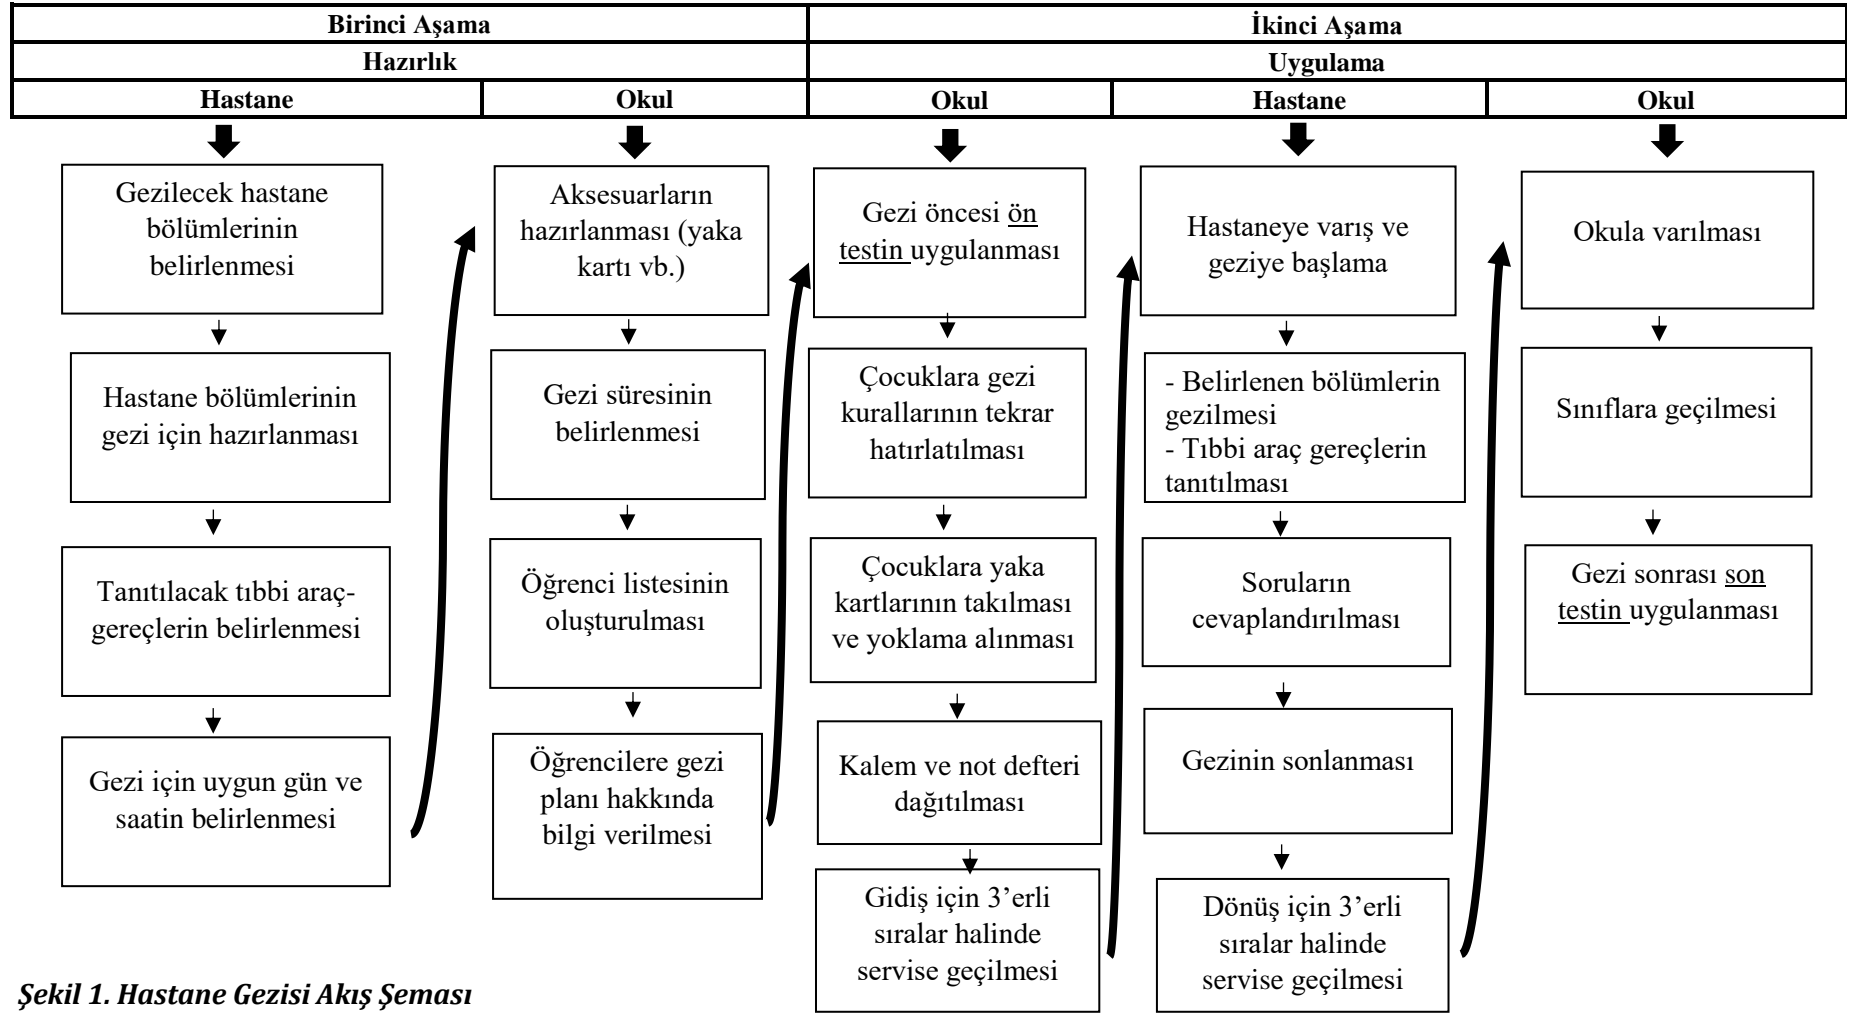 Birinci Aşama
İkinci Aşama
Hazırlık
Uygulama
Hastane
Okul
Okul
Hastane
Okul
Gezilecek hastane
bölümlerinin
belirlenmesi
Hastane bölümlerinin
gezi için hazırlanması
Tanıtılacak tıbbi araç-
gereçlerin belirlenmesi
Gezi için uygun gün ve
saatin belirlenmesi
Aksesuarların
hazırlanması (yaka
kartı vb.)
Gezi süresinin
belirlenmesi
Öğrenci listesinin
oluşturulması
Öğrencilere gezi
planı hakkında
bilgi verilmesi
Gezi öncesi ön
testin uygulanması
Çocuklara gezi
kurallarının tekrar
hatırlatılması
Çocuklara yaka
kartlarının takılması
ve yoklama alınması
Kalem ve not defteri
dağıtılması
Gidiş için 3’erli
sıralar halinde
servise geçilmesi
Hastaneye varış ve
geziye başlama
- Belirlenen bölümlerin
gezilmesi
- Tıbbi araç gereçlerin
tanıtılması
Soruların
cevaplandırılması
Gezinin sonlanması
Dönüş için 3’erli
sıralar halinde
servise geçilmesi
Okula varılması
Sınıflara geçilmesi
Gezi sonrası son
testin uygulanması
Şekil 1. Hastane Gezisi Akış Şeması